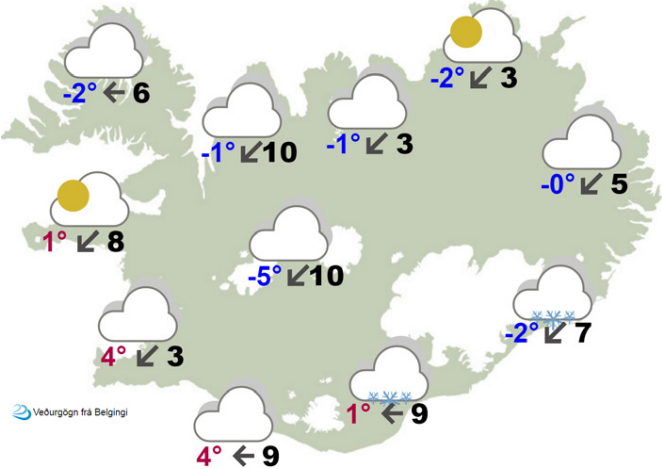 -2° ↙ 3
-2° ← 6
-1° ↙ 10
-1° ↙ 3
-0° ↙ 5
1° ↙ 8
-5° ↙ 10
-2° ↙ 7
4° ↙ 3
1° ← 9
Veðurgögn frá Belgingi
4° ← 9